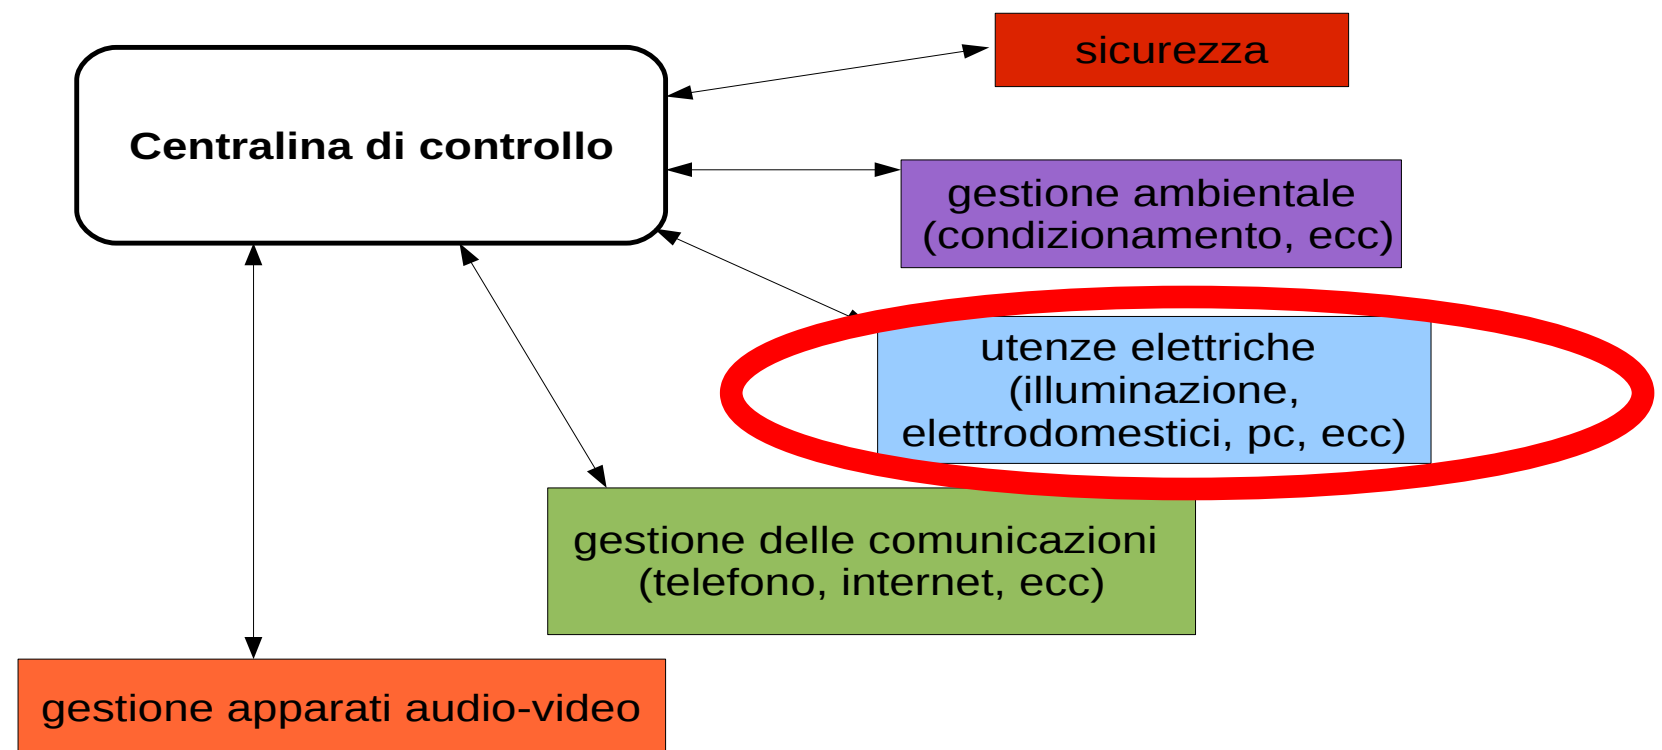 sicurezza
Centralina di controllo
gestione ambientale
(condizionamento, ecc)
utenze elettriche
(illuminazione,
elettrodomestici, pc, ecc)
gestione delle comunicazioni
(telefono, internet, ecc)
gestione apparati audio-video